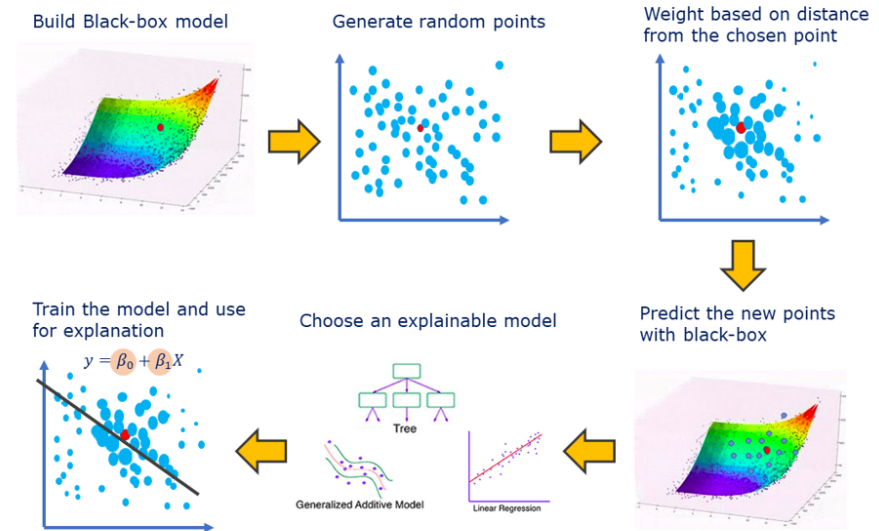 Build Black-box model
Generate random points
Weight based on distance
from the chosen point
Predict the new points
with black-box
Choose an explainable model
Tree
Generalized Additive Model
Linear Regression
Train the model and use
for explanation
y = β₀ + β₁X